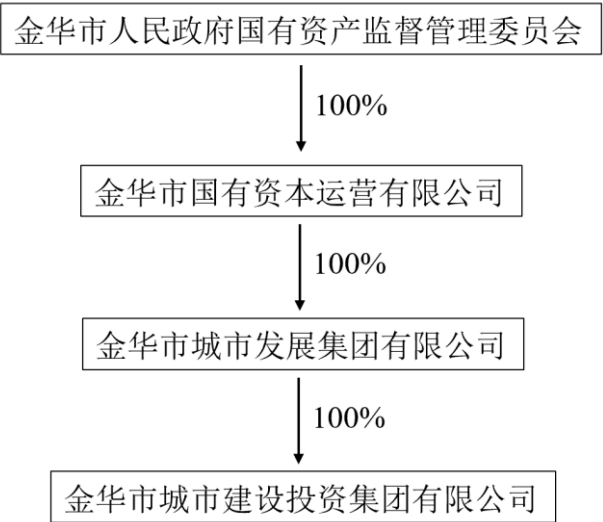 金华市人民政府国有资产监督管理委员会
100%
金华市国有资本运营有限公司
100%
金华市城市发展集团有限公司
100%
金华市城市建设投资集团有限公司